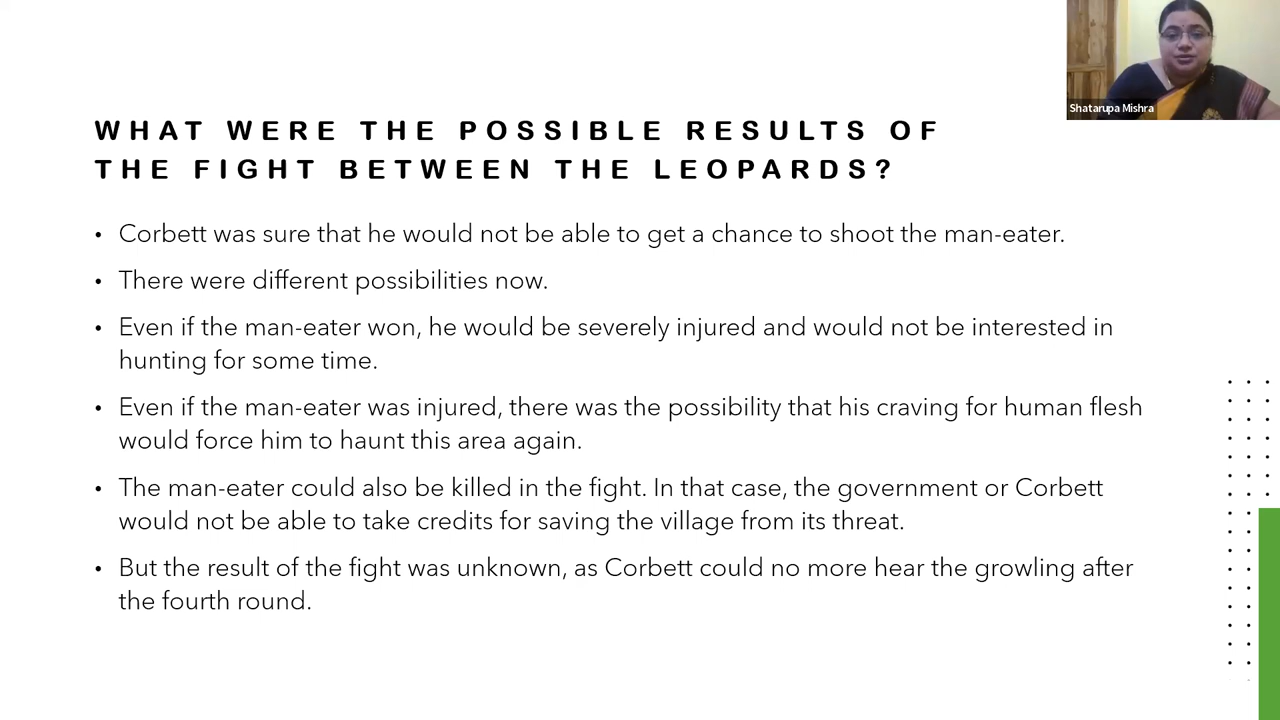 Shatarupa Mishra
WHAT WERE THE POSSIBLE RESULTS OF
THE FIGHT BETWEEN THE LEOPARDS?
• Corbett was sure that he would not be able to get a chance to shoot the man-eater.
• There were different possibilities now.
• Even if the man-eater won, he would be severely injured and would not be interested in
hunting for some time.
• Even if the man-eater was injured, there was the possibility that his craving for human flesh
would force him to haunt this area again.
• The man-eater could also be killed in the fight. In that case, the government or Corbett
would not be able to take credits for saving the village from its threat.
• But the result of the fight was unknown, as Corbett could no more hear the growling after
the fourth round.